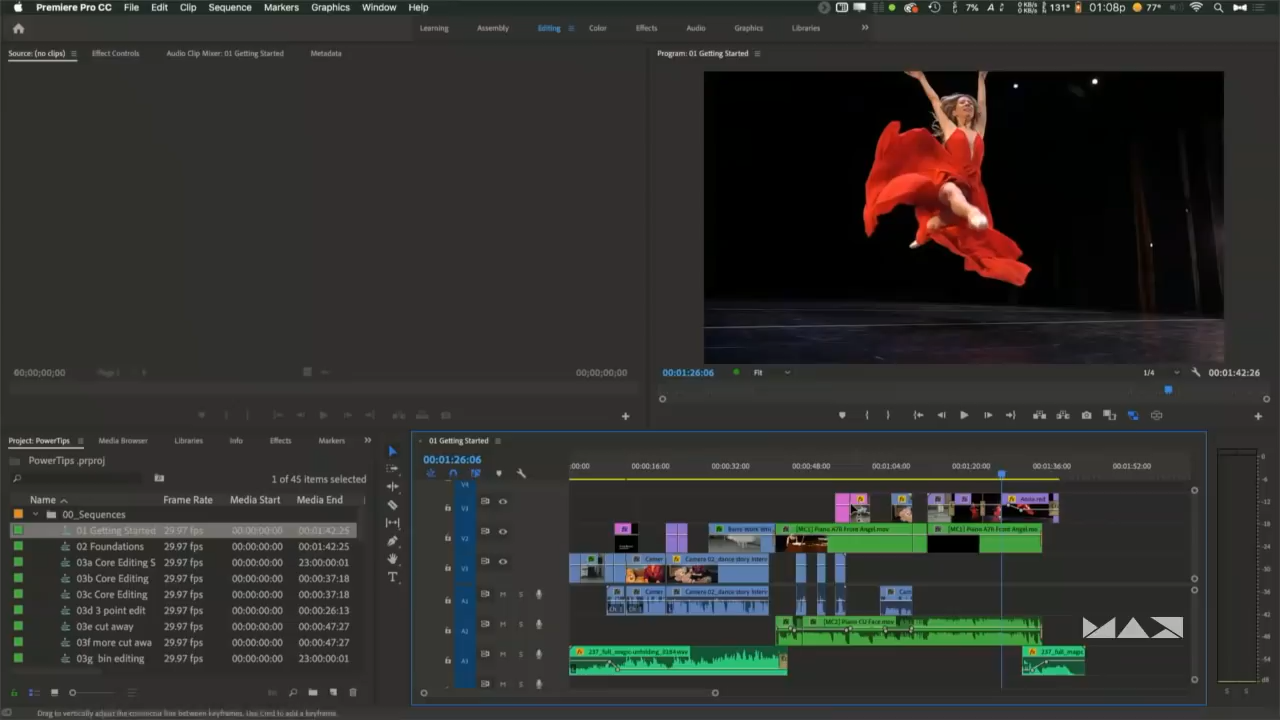 Premiere Pro CC File Edit Clip Sequence Markers Graphics Window Help 7% 131° 01:08p 77°
Learning Assembly Editing Color Effects Audio Graphics Libraries
Source: (no clips) Effect Controls Audio Clip Mixer: 01 Getting Started Metadata
Program: 01 Getting Started
00;00;00;00 Page 1 00;00;00;00
00:01:26:06 Fit 1/4 00:01:42:26
Project: PowerTips Media Browser Libraries Info Effects Markers
PowerTips .prproj
1 of 45 items selected
Name Frame Rate Media Start Media End
00_Sequences
01 Getting Started 29.97 fps 00:00:00:00 00:01:42:25
02 Foundations 29.97 fps 00:00:00:00 00:01:42:25
03a Core Editing S 29.97 fps 00:00:00:00 23:00:00:01
03b Core Editing 29.97 fps 00:00:00:00 00:00:37:18
03c Core Editing 29.97 fps 00:00:00:00 00:00:37:18
03d 3 point edit 29.97 fps 00:00:00:00 00:00:26:13
03e cut away 29.97 fps 00:00:00:00 00:00:47:27
03f more cut awa 29.97 fps 00:00:00:00 00:00:47:27
03g bin editing 29.97 fps 00:00:00:00 23:00:00:01
01 Getting Started
00:01:26:06
:00:00 00:00:16:00 00:00:32:00 00:00:48:00 00:01:04:00 00:01:20:00 00:01:36:00 00:01:52:00
V4
V3
V2 [MC1] Piano A7II Front Angel.mov [MC1] Piano A7II Front Angel.mov
A1 M S
A2 M S [MC2] Piano CU Face.mov
A3 M S
M S
MAX
Drag to vertically adjust the connector line between keyframes. Use Cmd to add a keyframe.